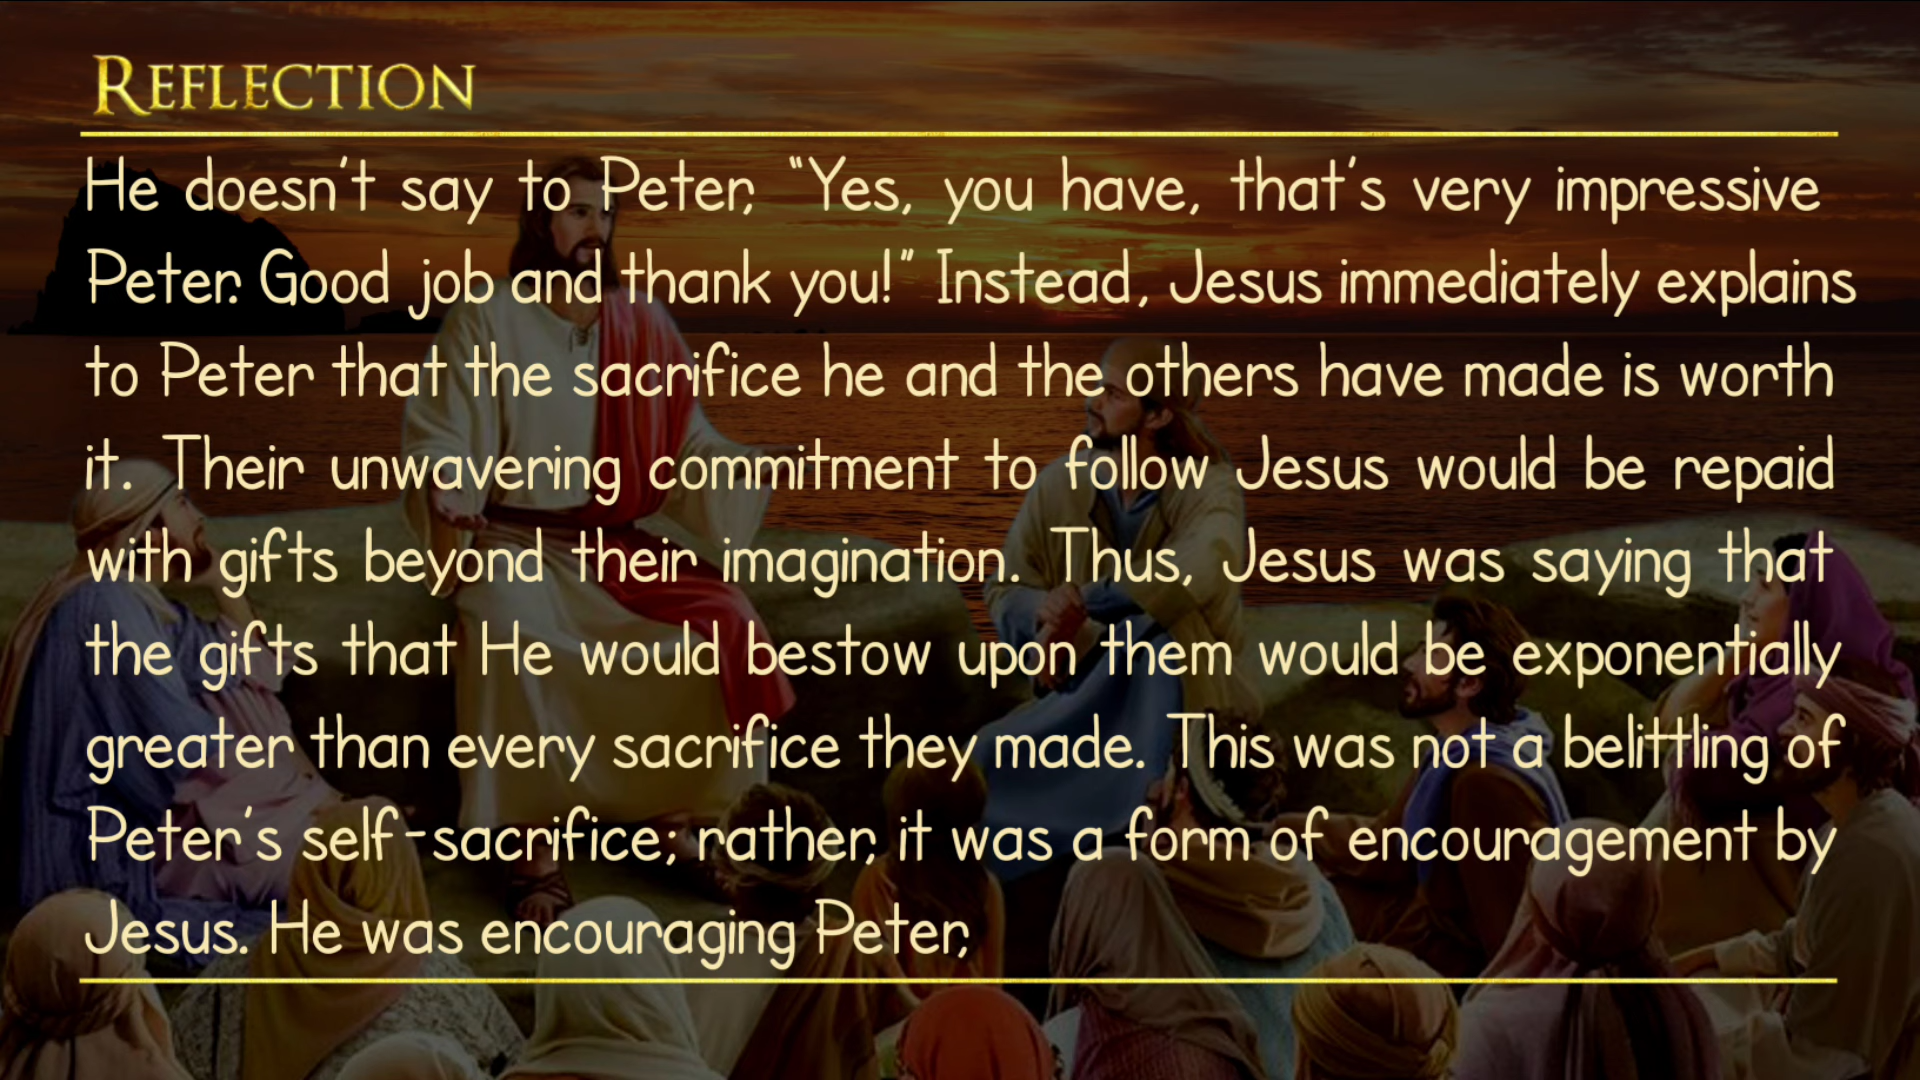 REFLECTION
He doesn't say to Peter, "Yes, you have, that's very impressive
Peter. Good job and thank you!" Instead, Jesus immediately explains
to Peter that the sacrifice he and the others have made is worth
it. Their unwavering commitment to follow Jesus would be repaid
with gifts beyond their imagination. Thus, Jesus was saying that
the gifts that He would bestow upon them would be exponentially
greater than every sacrifice they made. This was not a belittling of
Peter's self-sacrifice; rather, it was a form of encouragement by
Jesus. He was encouraging Peter,